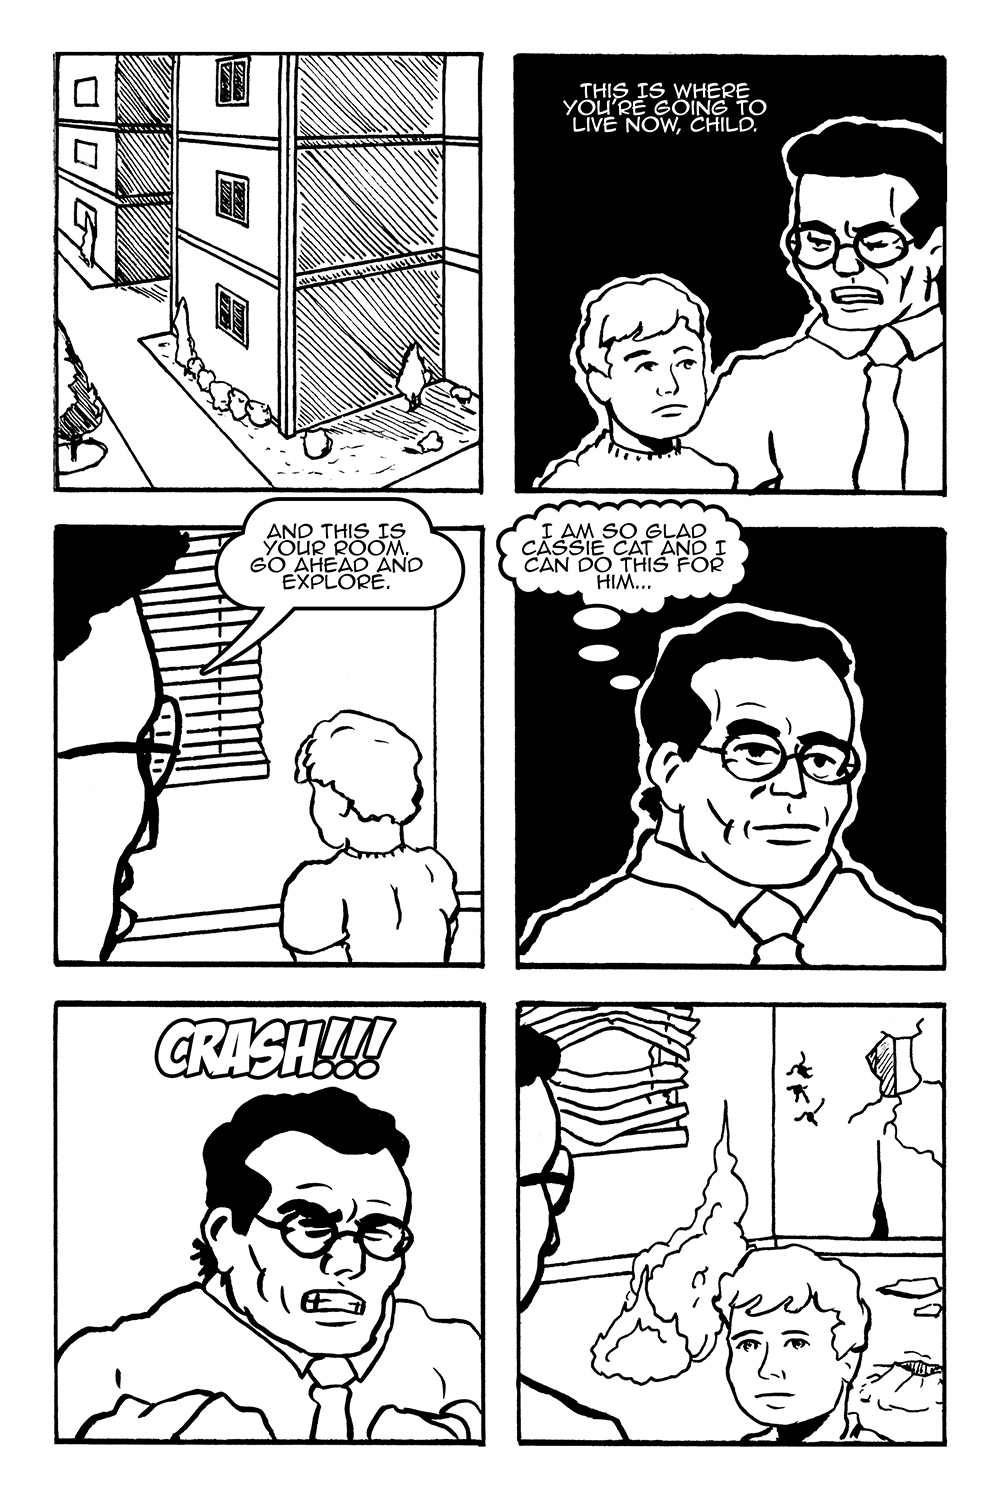 THIS IS WHERE
YOU'RE GOING TO
LIVE NOW, CHILD.
AND THIS IS
YOUR ROOM.
GO AHEAD AND
EXPLORE.
I AM SO GLAD
CASSIE CAT AND I
CAN DO THIS FOR
HIM...
CRASH!!!